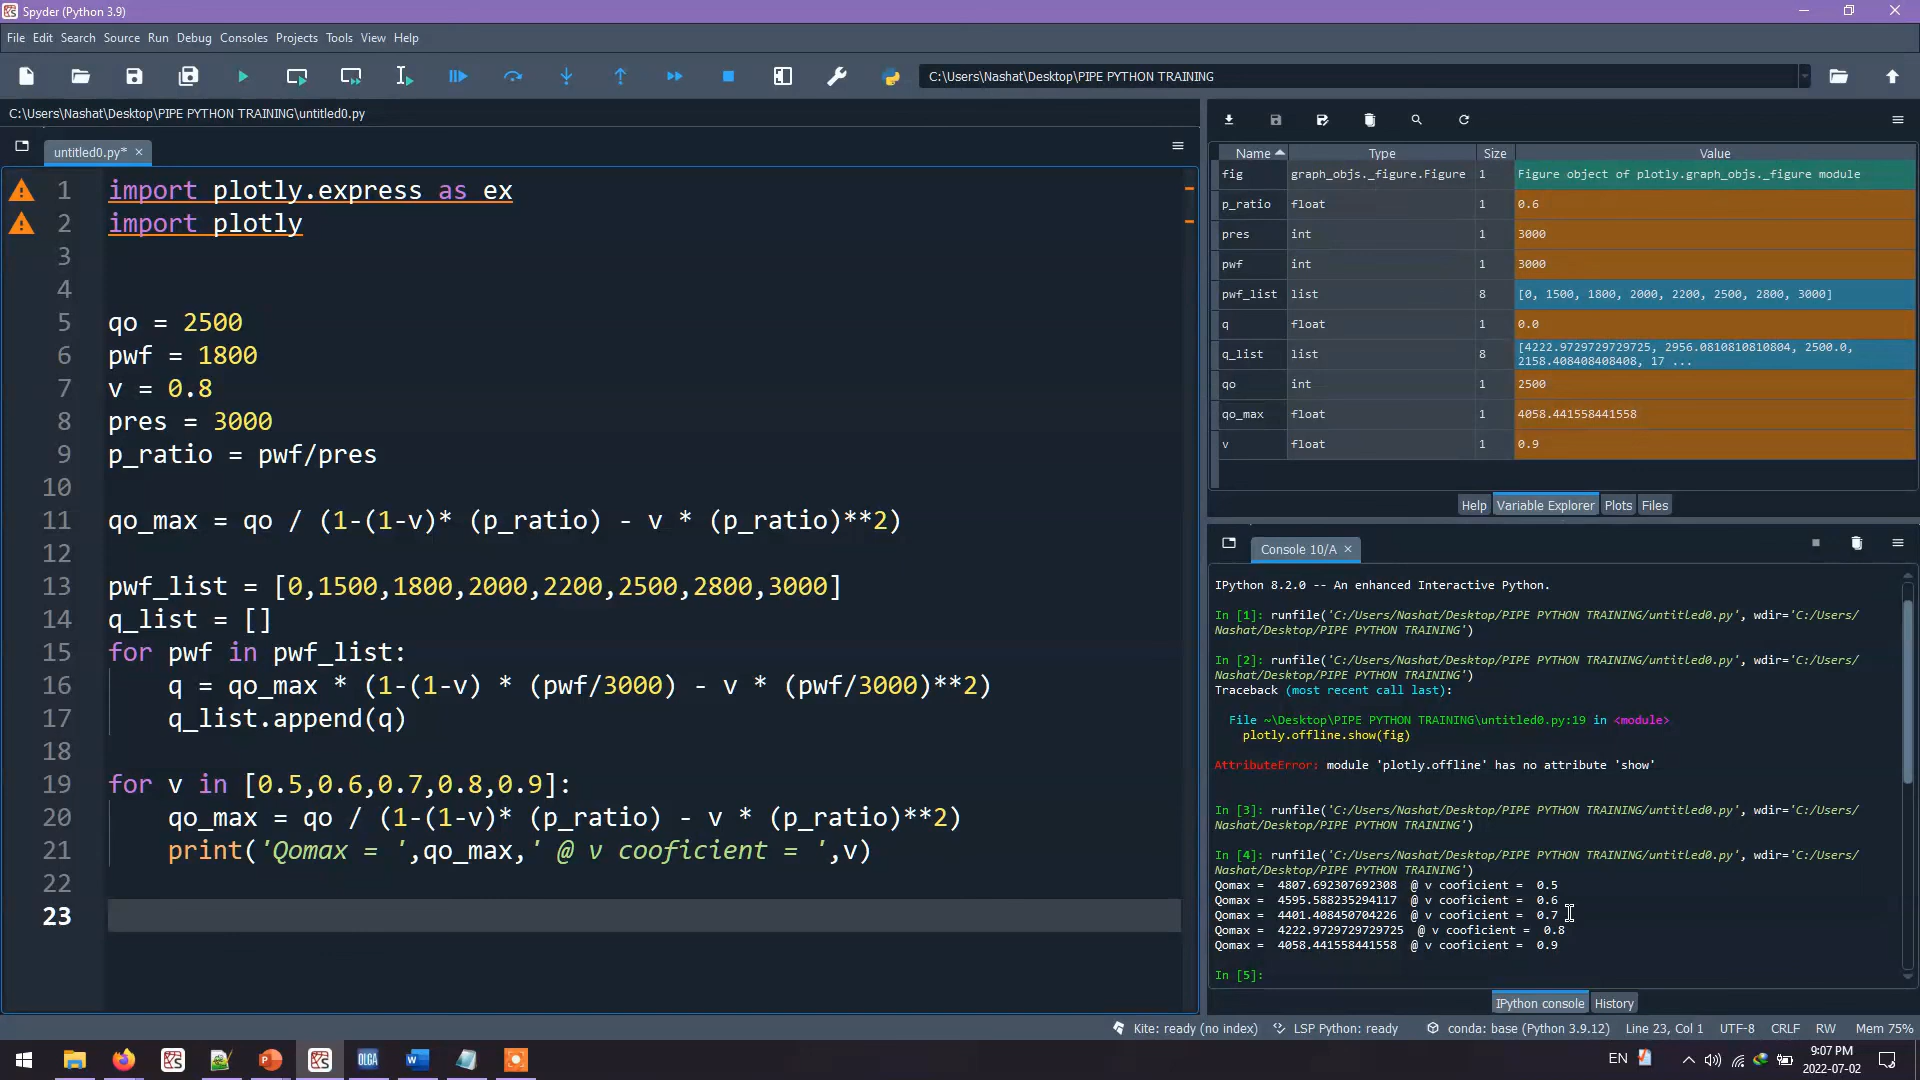 Spyder (Python 3.9)
File Edit Search Source Run Debug Consoles Projects Tools View Help
C:\Users\Nashat\Desktop\PIPE PYTHON TRAINING
C:\Users\Nashat\Desktop\PIPE PYTHON TRAINING\untitled0.py
untitled0.py*
1 import plotly.express as ex
2 import plotly
3
4
5 qo = 2500
6 pwf = 1800
7 v = 0.8
8 pres = 3000
9 p_ratio = pwf/pres
10
11 qo_max = qo / (1-(1-v)* (p_ratio) - v * (p_ratio)**2)
12
13 pwf_list = [0,1500,1800,2000,2200,2500,2800,3000]
14 q_list = []
15 for pwf in pwf_list:
16 q = qo_max * (1-(1-v) * (pwf/3000) - v * (pwf/3000)**2)
17 q_list.append(q)
18
19 for v in [0.5,0.6,0.7,0.8,0.9]:
20 qo_max = qo / (1-(1-v)* (p_ratio) - v * (p_ratio)**2)
21 print('Qomax = ',qo_max,' @ v cooficient = ',v)
22
23
Name Type Size Value
fig graph_objs._figure.Figure 1 Figure object of plotly.graph_objs._figure module
p_ratio float 1 0.6
pres int 1 3000
pwf int 1 3000
pwf_list list 8 [0, 1500, 1800, 2000, 2200, 2500, 2800, 3000]
q float 1 0.0
q_list list 8 [4222.9729729729725, 2956.0810810810804, 2500.0,
2158.408408408408, 17 ...
qo int 1 2500
qo_max float 1 4058.441558441558
v float 1 0.9
Help Variable Explorer Plots Files
Console 10/A
IPython 8.2.0 -- An enhanced Interactive Python.
In [1]: runfile('C:/Users/Nashat/Desktop/PIPE PYTHON TRAINING/untitled0.py', wdir='C:/Users/
Nashat/Desktop/PIPE PYTHON TRAINING')
In [2]: runfile('C:/Users/Nashat/Desktop/PIPE PYTHON TRAINING/untitled0.py', wdir='C:/Users/
Nashat/Desktop/PIPE PYTHON TRAINING')
Traceback (most recent call last):
File ~\Desktop\PIPE PYTHON TRAINING\untitled0.py:19 in <module>
plotly.offline.show(fig)
AttributeError: module 'plotly.offline' has no attribute 'show'
In [3]: runfile('C:/Users/Nashat/Desktop/PIPE PYTHON TRAINING/untitled0.py', wdir='C:/Users/
Nashat/Desktop/PIPE PYTHON TRAINING')
In [4]: runfile('C:/Users/Nashat/Desktop/PIPE PYTHON TRAINING/untitled0.py', wdir='C:/Users/
Nashat/Desktop/PIPE PYTHON TRAINING')
Qomax = 4807.692307692308 @ v cooficient = 0.5
Qomax = 4595.588235294117 @ v cooficient = 0.6
Qomax = 4401.408450704226 @ v cooficient = 0.7
Qomax = 4222.9729729729725 @ v cooficient = 0.8
Qomax = 4058.441558441558 @ v cooficient = 0.9
In [5]:
IPython console History
Kite: ready (no index) LSP Python: ready conda: base (Python 3.9.12) Line 23, Col 1 UTF-8 CRLF RW Mem 75%
OLGA EN 9:07 PM
2022-07-02